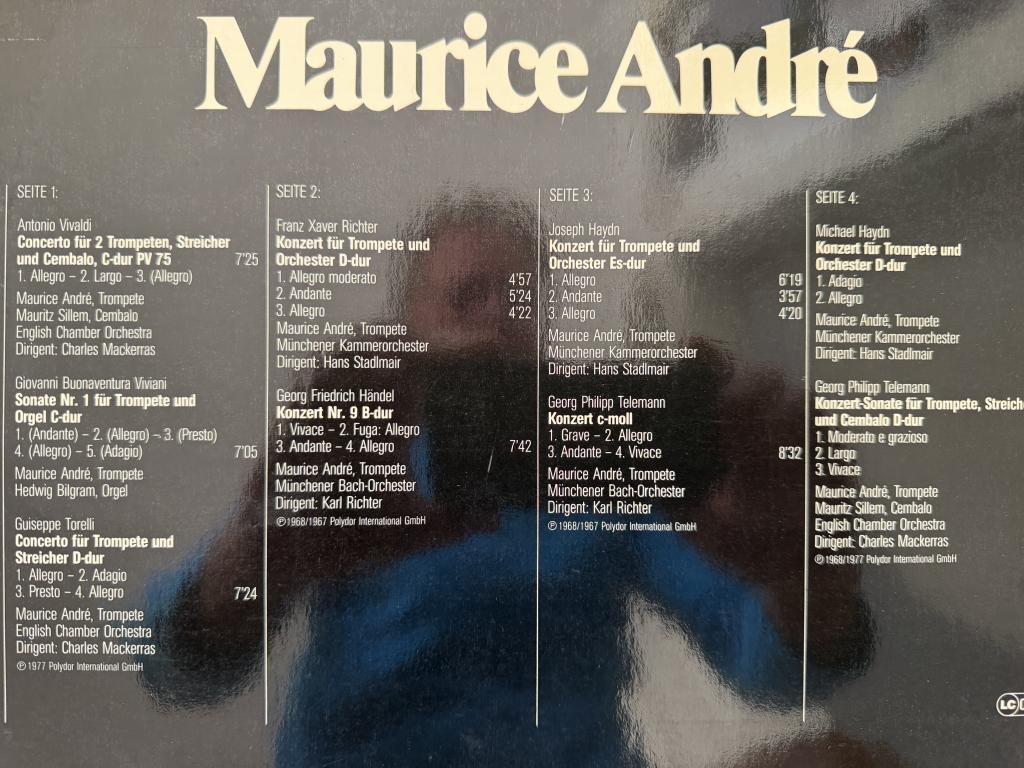 Maurice André
SEITE 1:
Antonio Vivaldi
Concerto für 2 Trompeten, Streicher
und Cembalo, C-dur PV 75 7'25
1. Allegro – 2. Largo – 3. (Allegro)
Maurice André, Trompete
Mauritz Sillem, Cembalo
English Chamber Orchestra
Dirigent: Charles Mackerras
Giovanni Buonaventura Viviani
Sonate Nr. 1 für Trompete und
Orgel C-dur
1. (Andante) – 2. (Allegro) – 3. (Presto)
4. (Allegro) – 5. (Adagio) 7'05
Maurice André, Trompete
Hedwig Bilgram, Orgel
Guiseppe Torelli
Concerto für Trompete und
Streicher D-dur
1. Allegro – 2. Adagio
3. Presto – 4. Allegro 7'24
Maurice André, Trompete
English Chamber Orchestra
Dirigent: Charles Mackerras
℗ 1977 Polydor International GmbH
SEITE 2:
Franz Xaver Richter
Konzert für Trompete und
Orchester D-dur
1. Allegro moderato 4'57
2. Andante 5'24
3. Allegro 4'22
Maurice André, Trompete
Münchener Kammerorchester
Dirigent: Hans Stadlmair
Georg Friedrich Händel
Konzert Nr. 9 B-dur
1. Vivace – 2. Fuga: Allegro
3. Andante – 4. Allegro 7'42
Maurice André, Trompete
Münchener Bach-Orchester
Dirigent: Karl Richter
℗ 1968/1967 Polydor International GmbH
SEITE 3:
Joseph Haydn
Konzert für Trompete und
Orchester Es-dur
1. Allegro 6'19
2. Andante 3'57
3. Allegro 4'20
Maurice André, Trompete
Münchener Kammerorchester
Dirigent: Hans Stadlmair
Georg Philipp Telemann
Konzert c-moll
1. Grave – 2. Allegro
3. Andante – 4. Vivace 8'32
Maurice André, Trompete
Münchener Bach-Orchester
Dirigent: Karl Richter
℗ 1968/1967 Polydor International GmbH
SEITE 4:
Michael Haydn
Konzert für Trompete und
Orchester D-dur
1. Adagio
2. Allegro
Maurice André, Trompete
Münchener Kammerorchester
Dirigent: Hans Stadlmair
Georg Philipp Telemann
Konzert-Sonate für Trompete, Streich
und Cembalo D-dur
1. Moderato e grazioso
2. Largo
3. Vivace
Maurice André, Trompete
Mauritz Sillem, Cembalo
English Chamber Orchestra
Dirigent: Charles Mackerras
℗ 1968/1977 Polydor International GmbH
LC